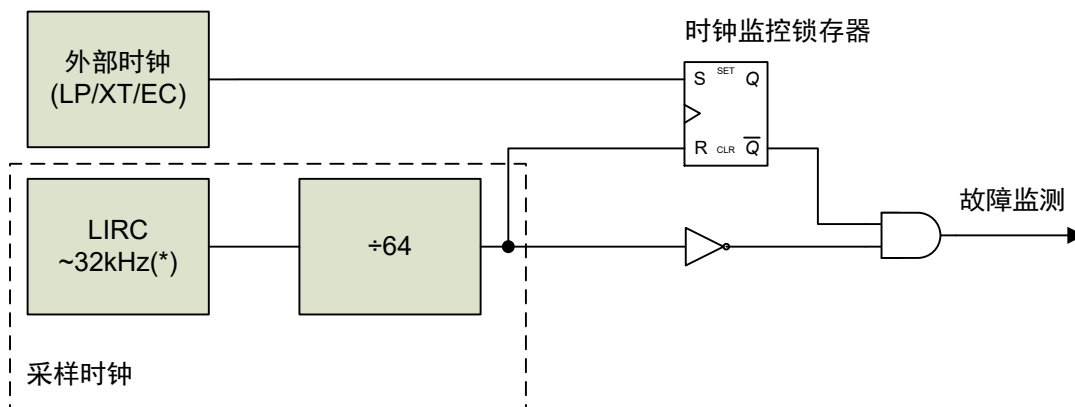 时钟监控锁存器
外部时钟
(LP/XT/EC)
S SET Q
R CLR Q
LIRC
~32kHz(*)
÷64
故障监测
采样时钟